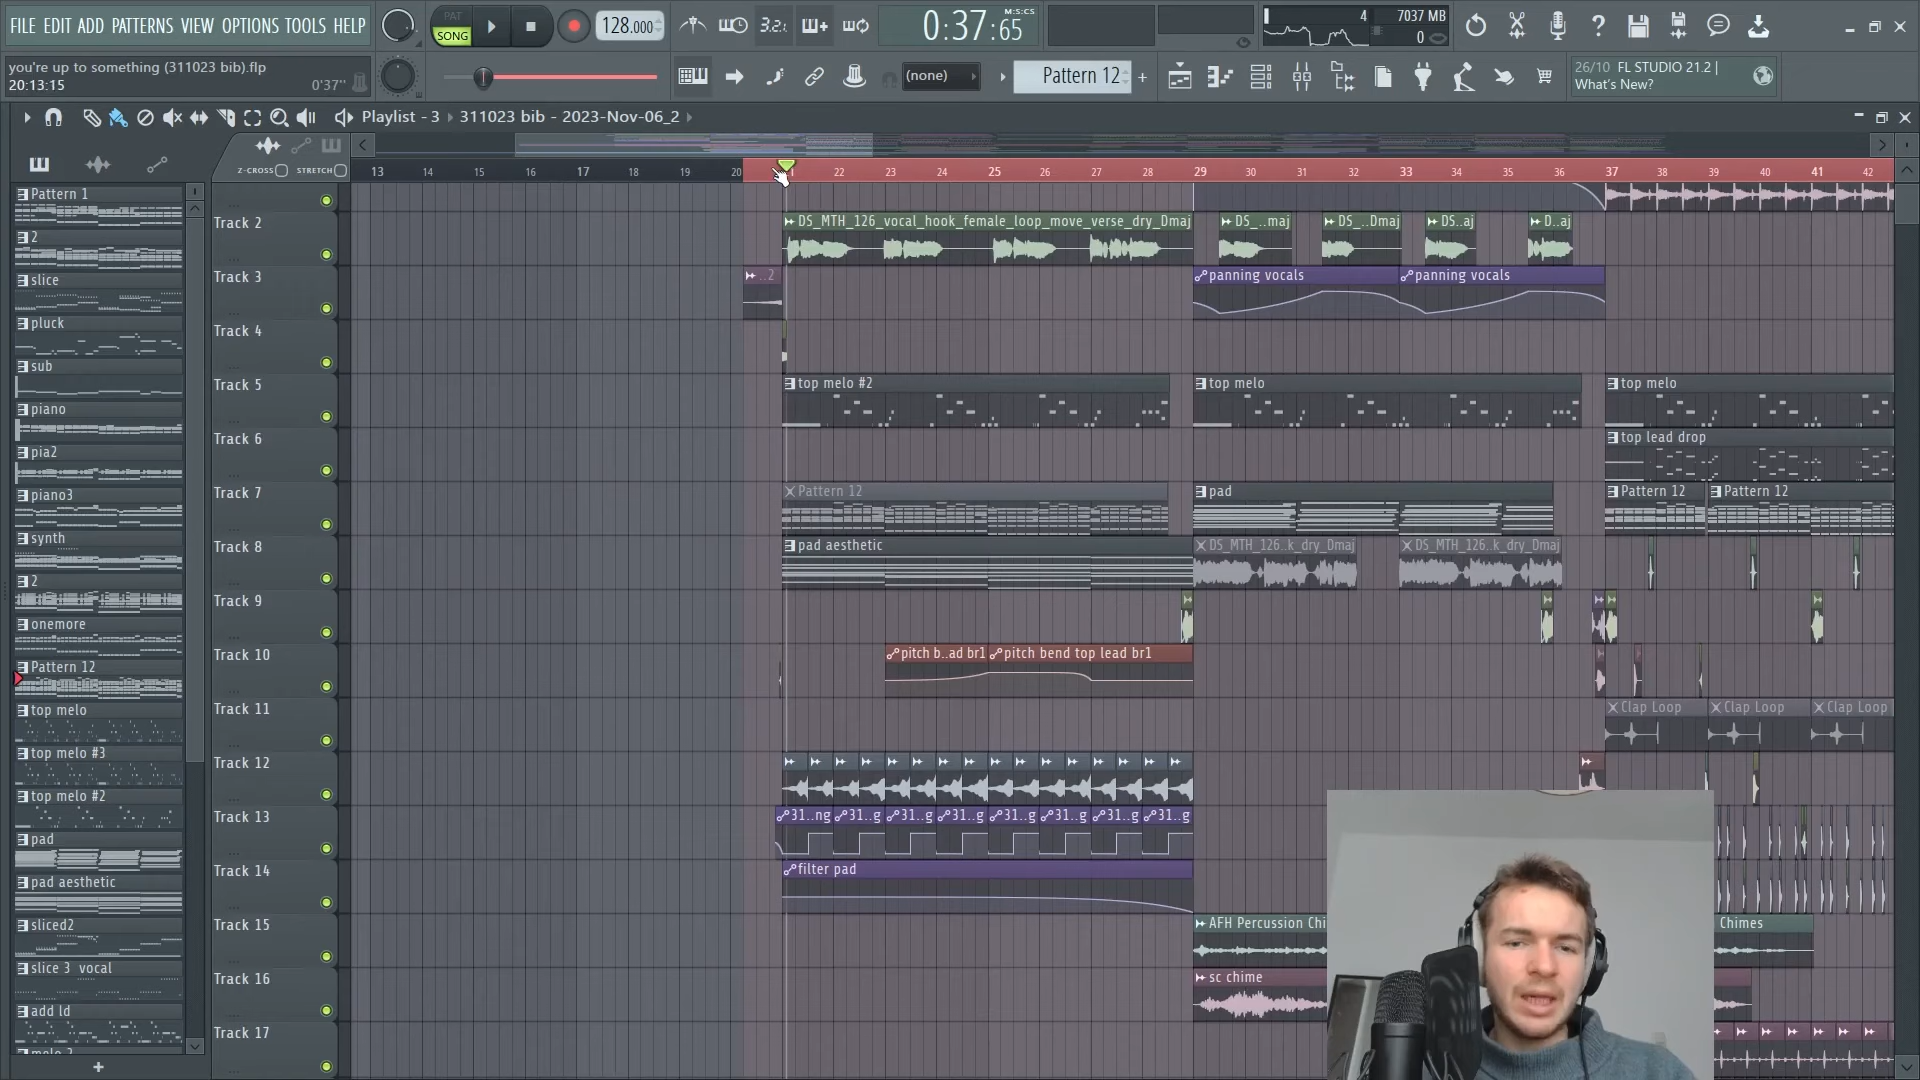 FILE EDIT ADD PATTERNS VIEW OPTIONS TOOLS HELP
PAT
SONG
128.000
3.2.
M:S:CS
0:37:65
4
7037 MB
0
you're up to something (311023 bib).flp
20:13:15
0'37"
(none)
Pattern 12
26/10 FL STUDIO 21.2 |
What's New?
Playlist - 3 ▸ 311023 bib - 2023-Nov-06_2
Z-CROSS
STRETCH
13 14 15 16 17 18 19 20 21 22 23 24 25 26 27 28 29 30 31 32 33 34 35 36 37 38 39 40 41 42
Pattern 1
2
slice
pluck
sub
piano
pia2
piano3
synth
2
onemore
Pattern 12
top melo
top melo #3
top melo #2
pad
pad aesthetic
sliced2
slice 3 vocal
add ld
Track 2
DS_MTH_126_vocal_hook_female_loop_move_verse_dry_Dmaj
DS_..maj
DS_..Dmaj
DS..aj
D..aj
Track 3
..2
panning vocals
panning vocals
Track 4
Track 5
top melo #2
top melo
top melo
Track 6
top lead drop
Track 7
Pattern 12
pad
Pattern 12
Pattern 12
Track 8
pad aesthetic
DS_MTH_126..k_dry_Dmaj
DS_MTH_126..k_dry_Dmaj
Track 9
Track 10
pitch b..ad br1
pitch bend top lead br1
Track 11
Clap Loop
Clap Loop
Clap Loop
Track 12
Track 13
31..ng
31..g
31..g
31..g
31..g
31..g
31..g
31..g
Track 14
filter pad
Track 15
AFH Percussion Chi
Chimes
Track 16
sc chime
Track 17